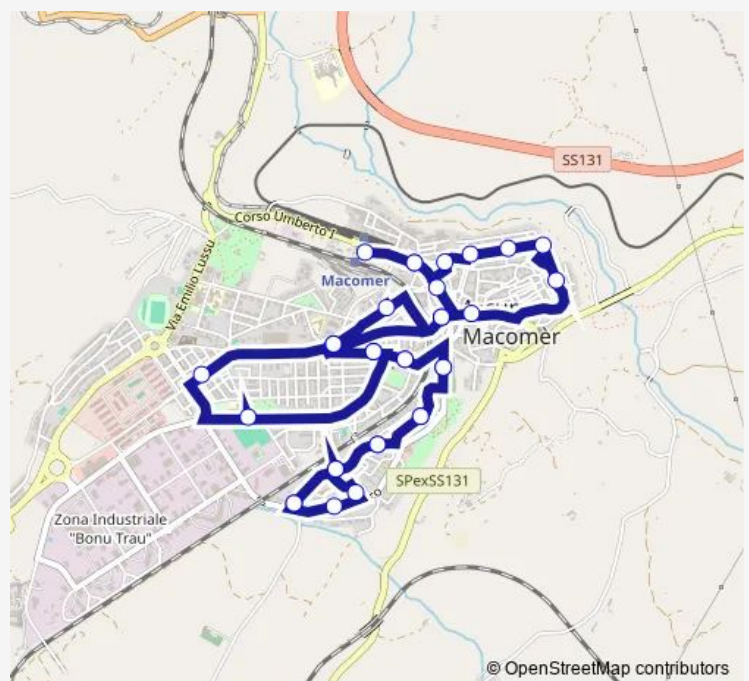 SS131
D
Corso Umberto I
Via Emilio Lussu
Macomer
Macomer
SPexSS131
Zona Industriale
"Bonu Trau"
© OpenStreetMap contributors